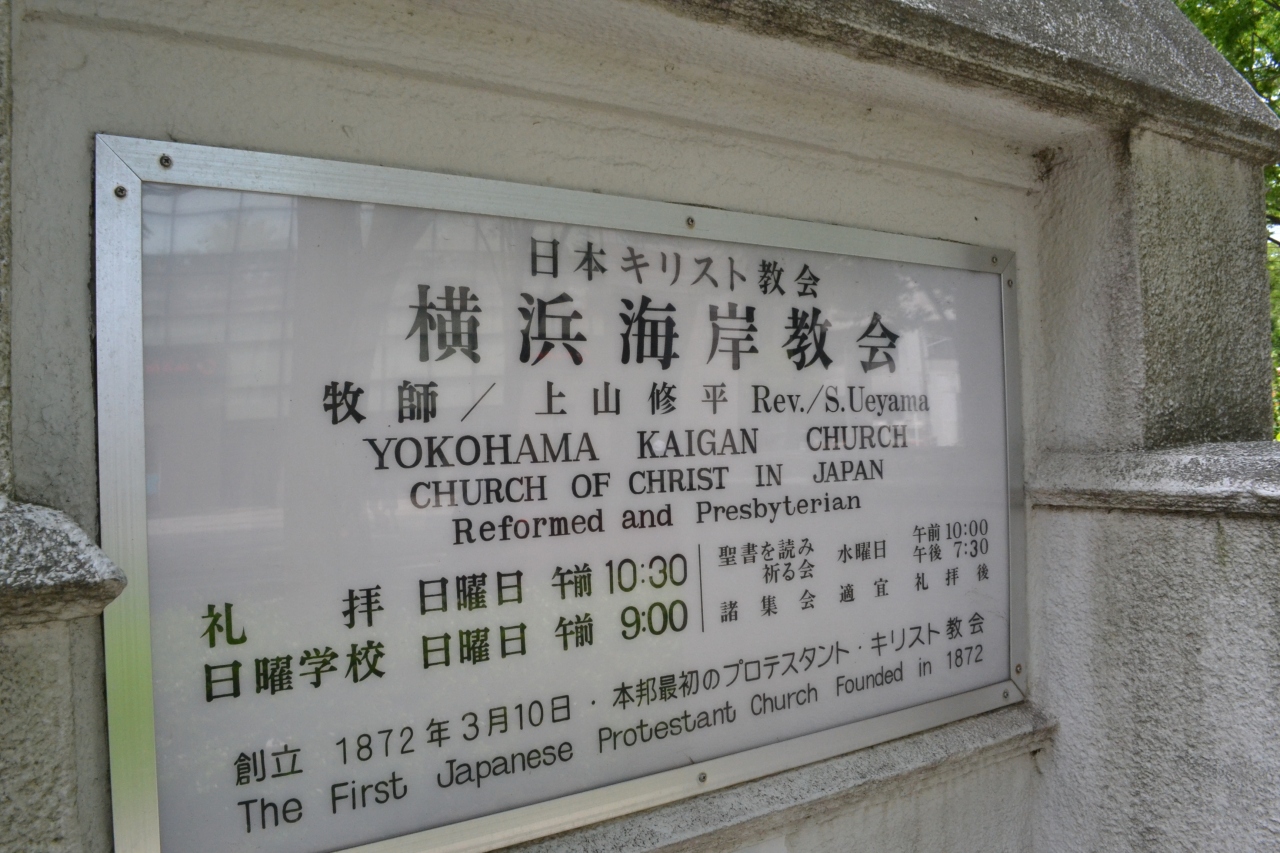 日本キリスト教会
横浜海岸教会
牧師／上山修平 Rev./S.Ueyama
YOKOHAMA KAIGAN CHURCH
CHURCH OF CHRIST IN JAPAN
Reformed and Presbyterian
礼拝 日曜日 午前 10:30
日曜学校 日曜日 午前 9:00
聖書を読み 水曜日 午前 10:00
祈る会 午後 7:30
諸集会 適宜 礼拝後
創立 1872年3月10日・本邦最初のプロテスタント・キリスト教会
The First Japanese Protestant Church Founded in 1872